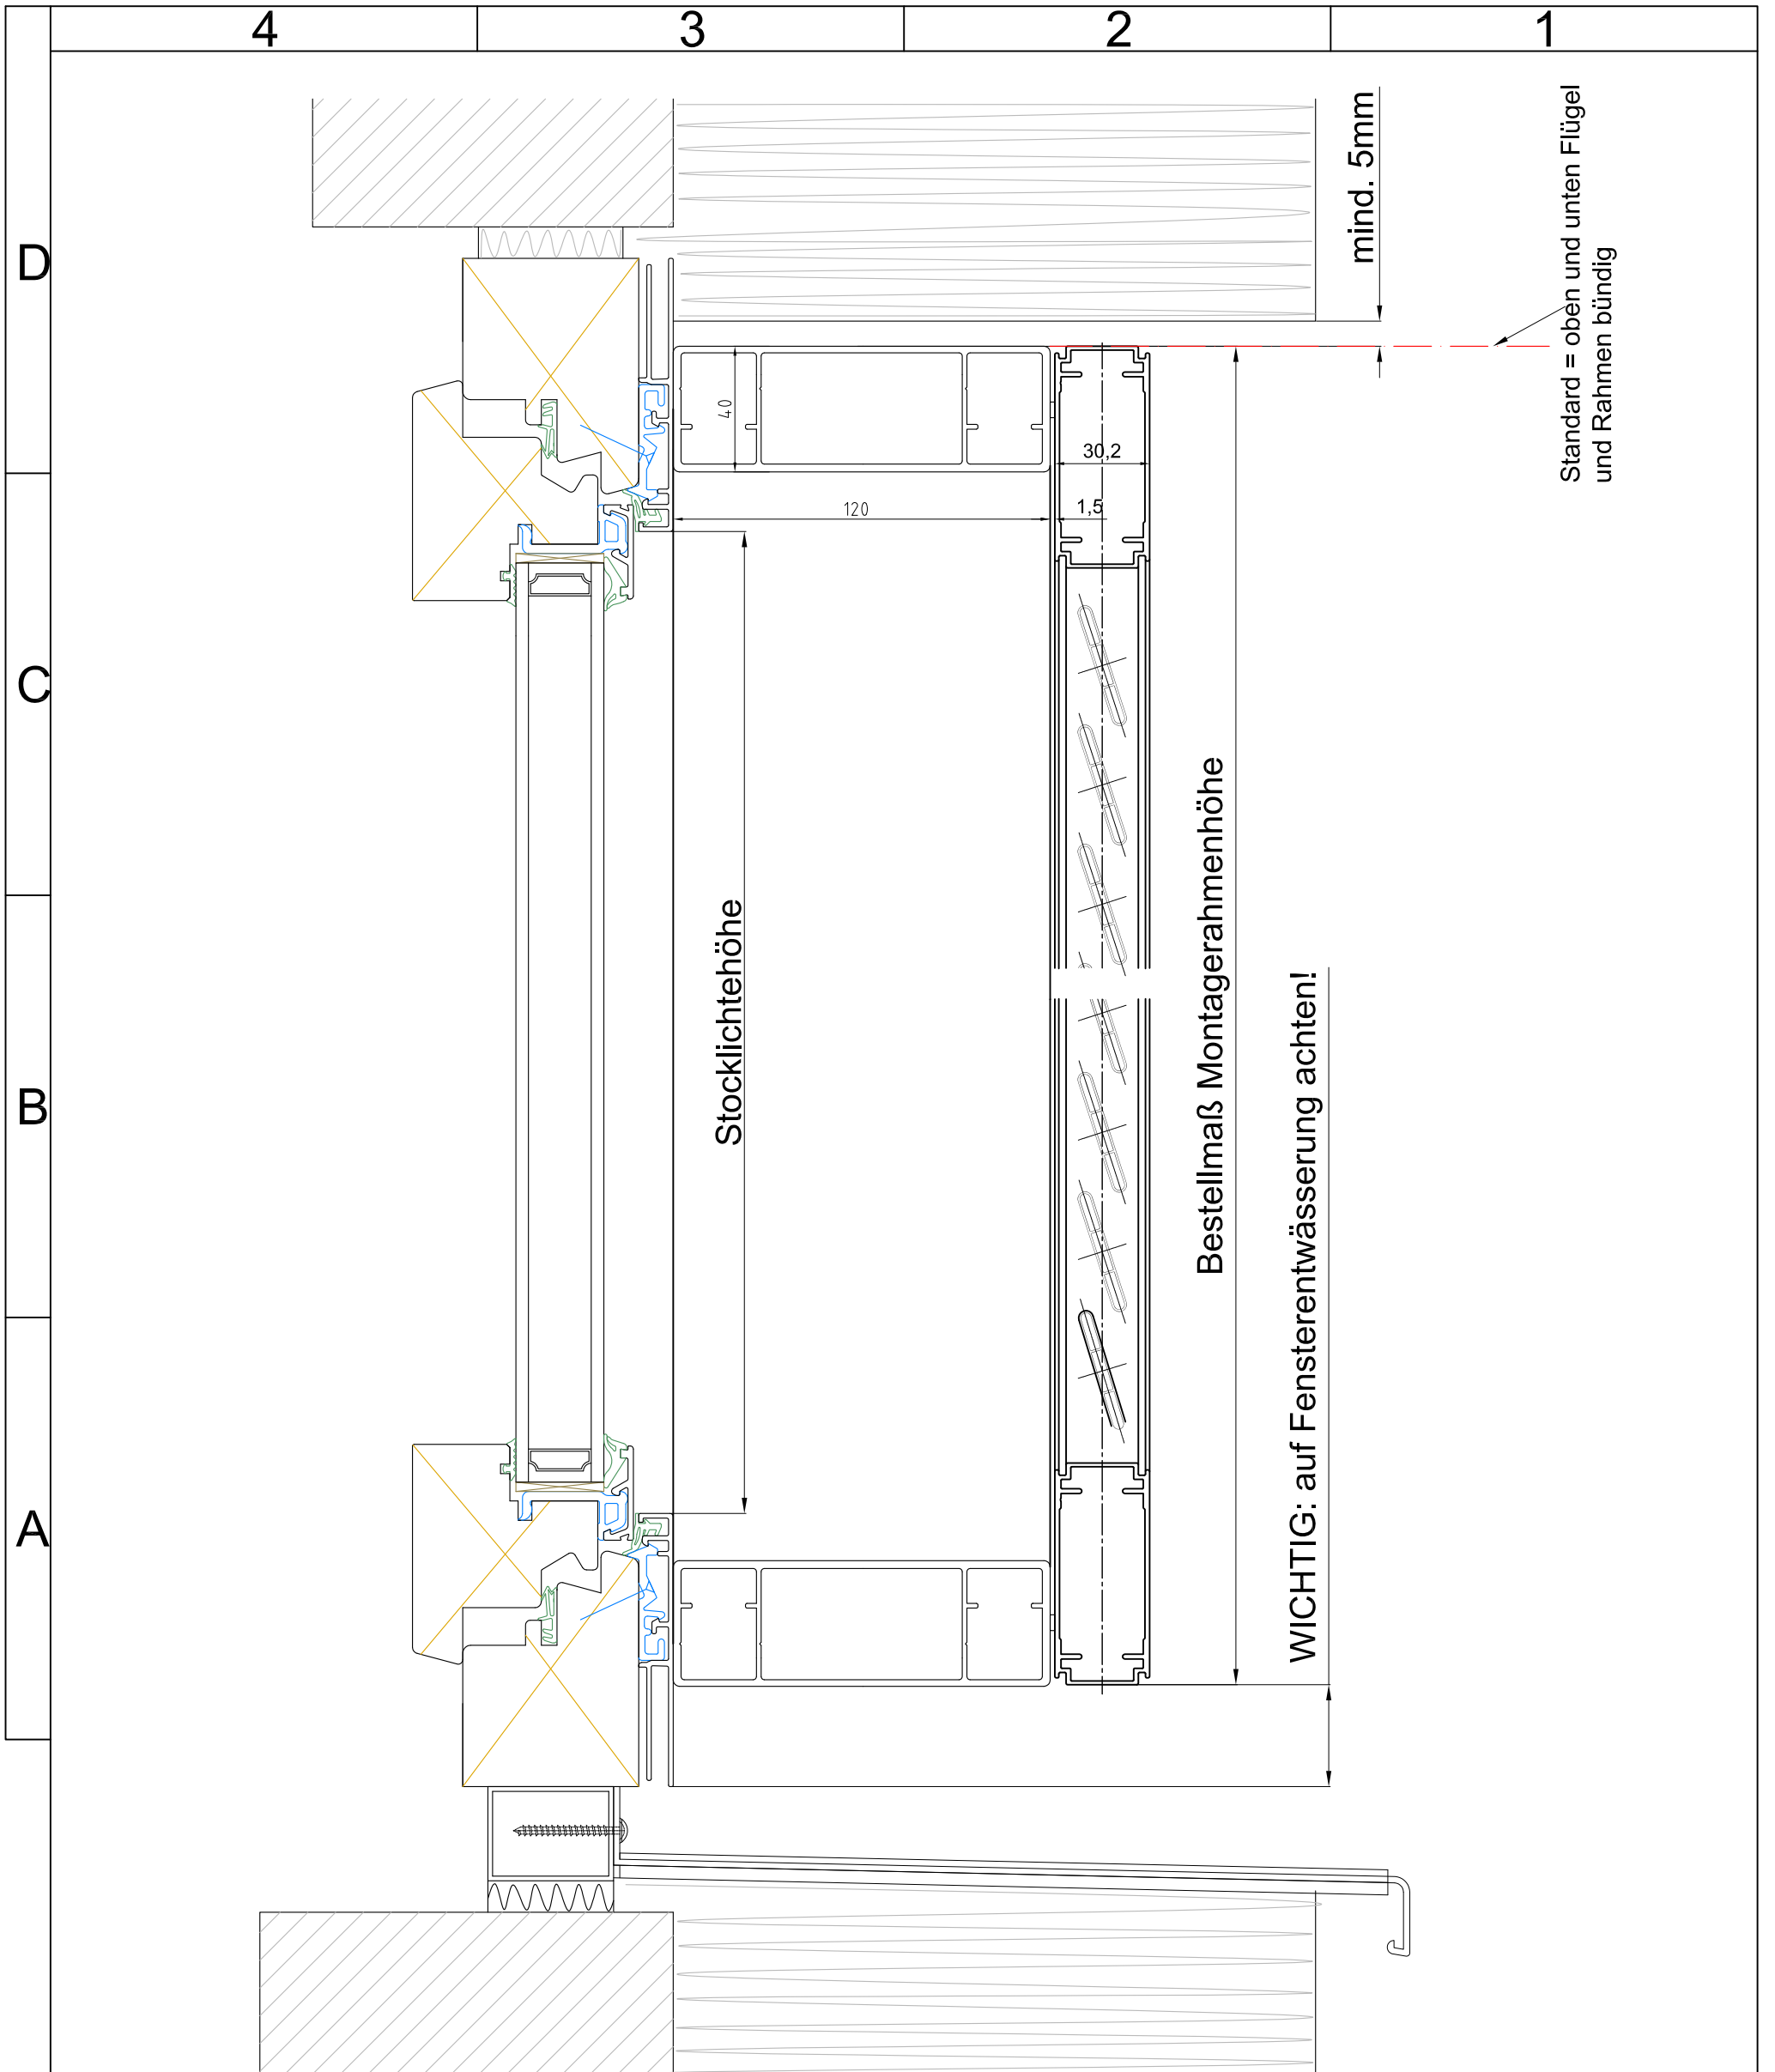 4
3
2
1
D
C
B
A
mind. 5mm
Standard = oben und unten Flügel
und Rahmen bündig
40
30,2
120
1,5
Stocklichtehöhe
Bestellmaß Montagerahmenhöhe
WICHTIG: auf Fensterentwässerung achten!